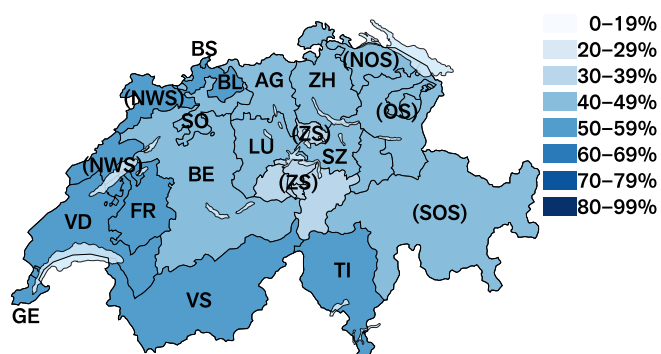 BS
(NWS)
BL
AG
ZH
(NOS)
SO
(OS)
(ZS)
LU
SZ
(NWS)
BE
(ZS)
VD
FR
(SOS)
TI
VS
GE
0–19%
20–29%
30–39%
40–49%
50–59%
60–69%
70–79%
80–99%